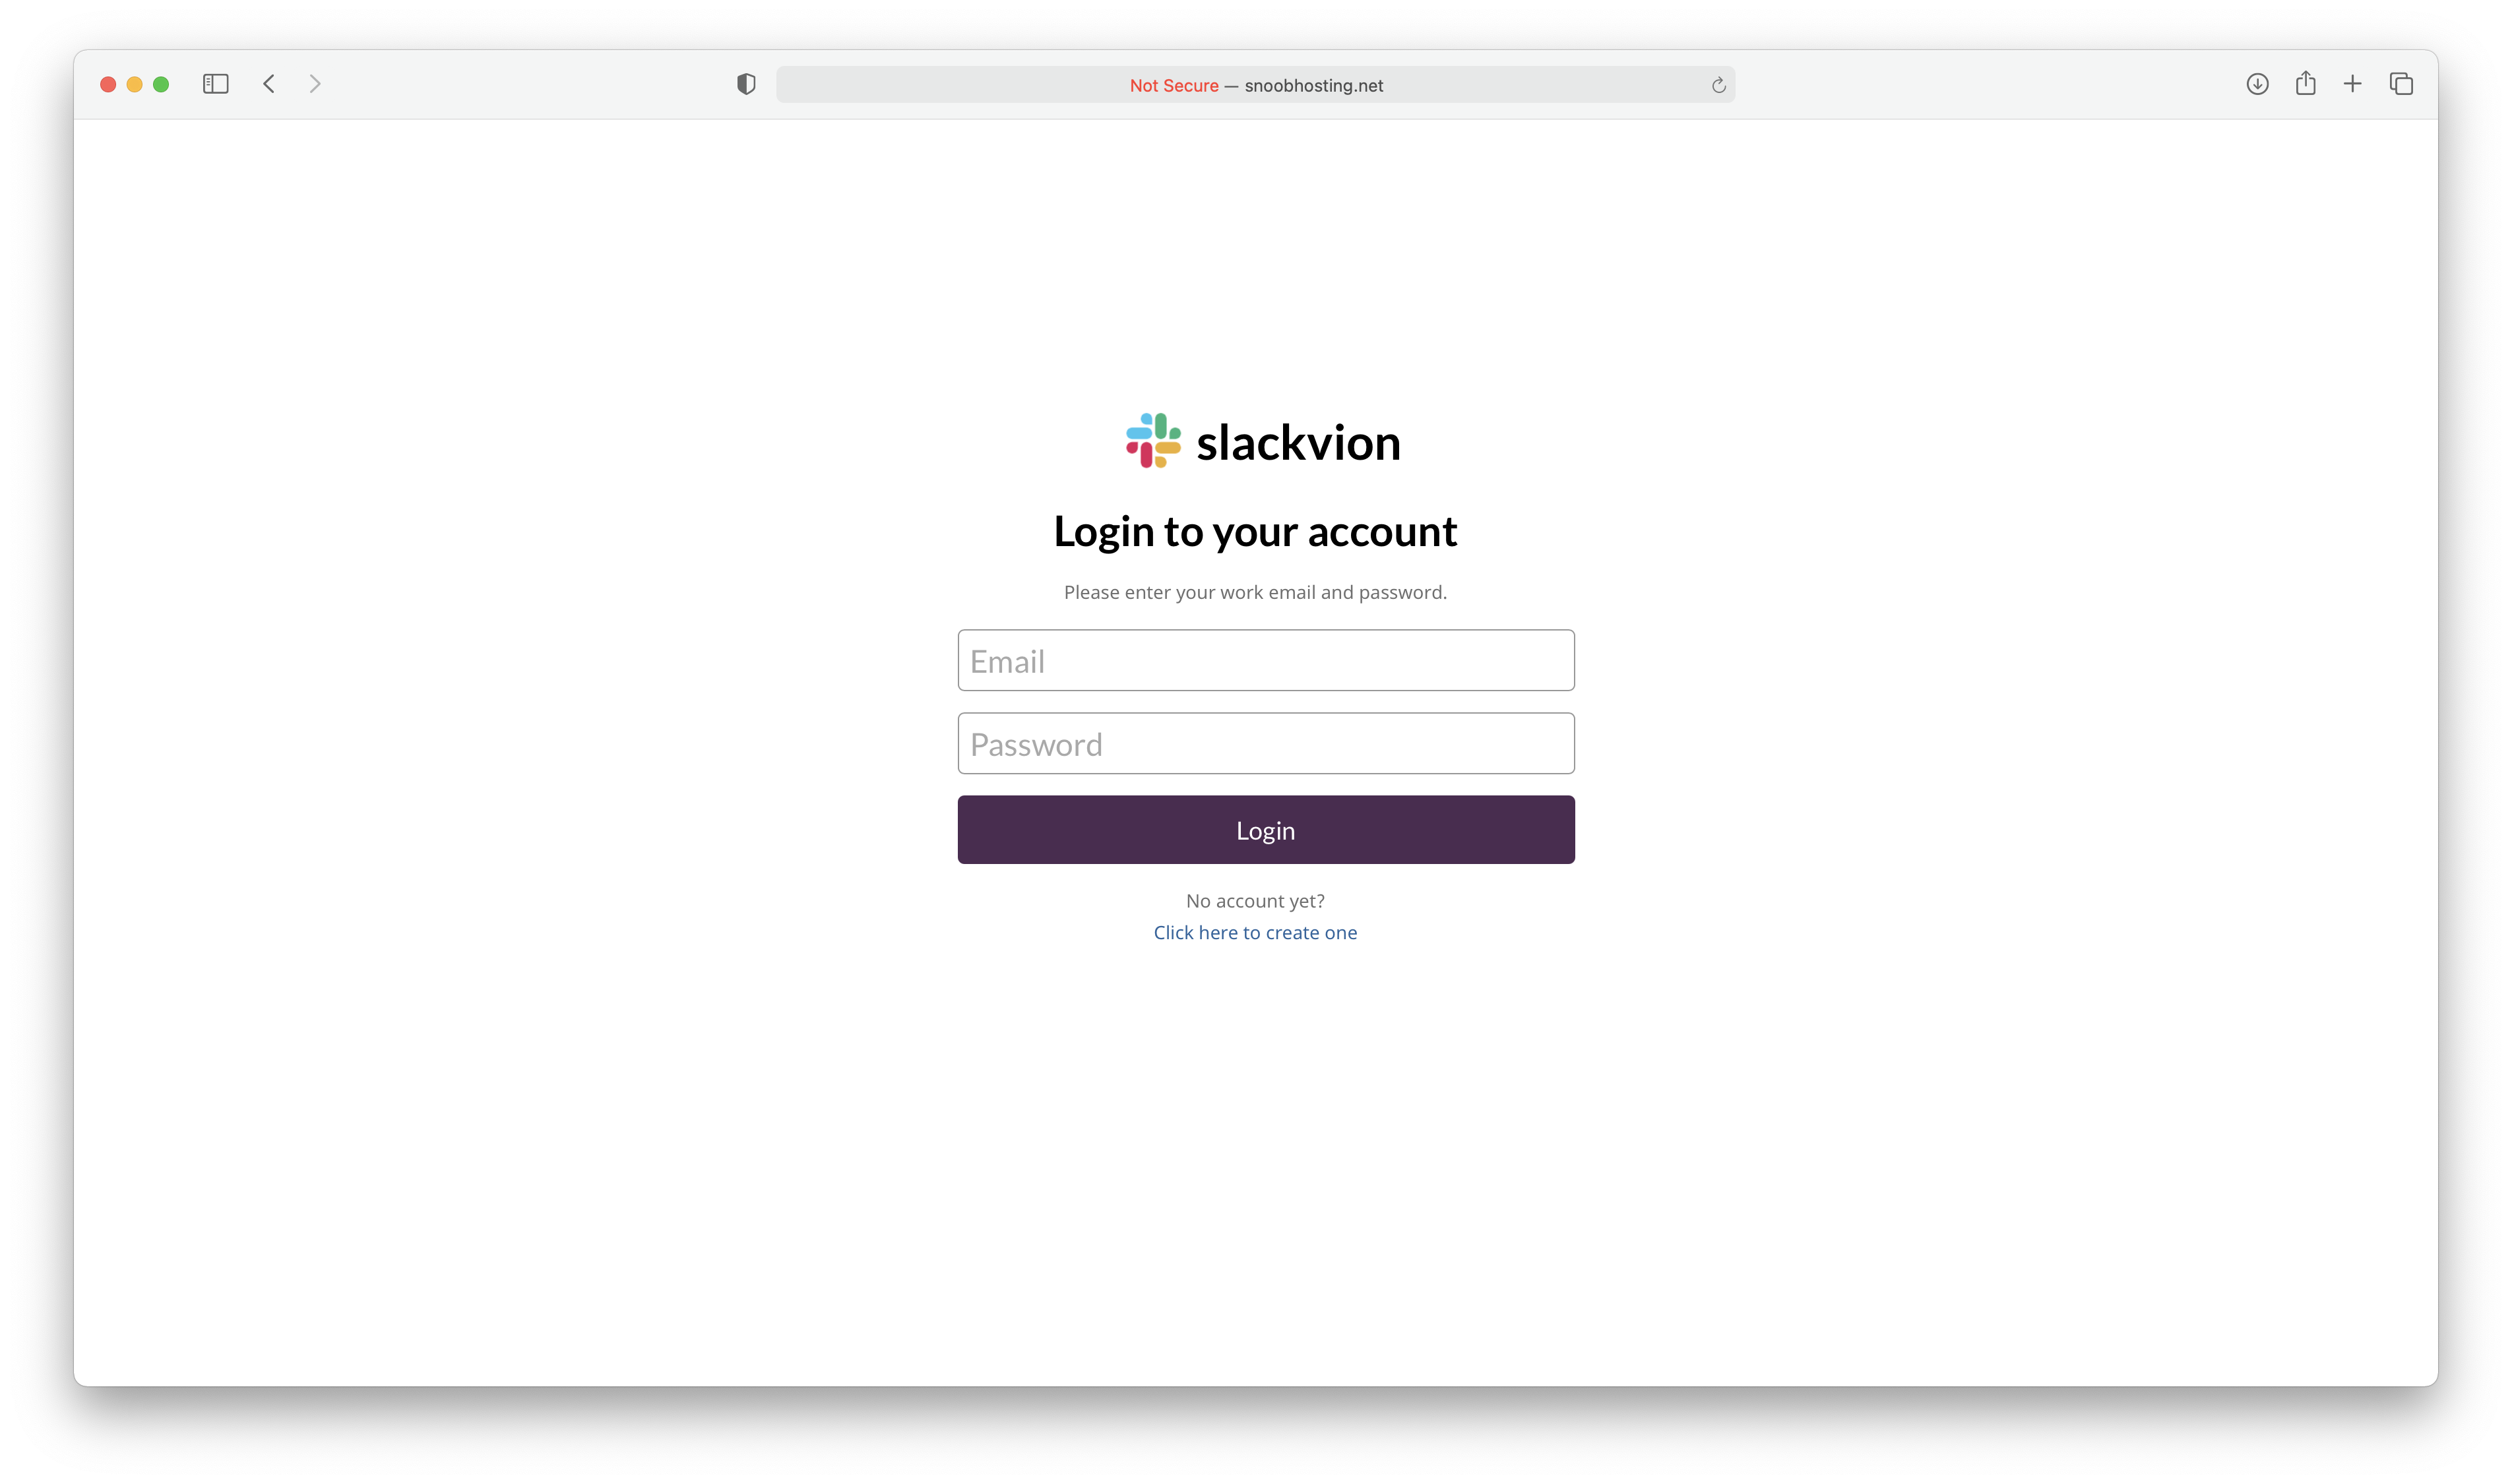 Not Secure — snoobhosting.net
slackvion
Login to your account
Please enter your work email and password.
Email
Password
Login
No account yet?
Click here to create one